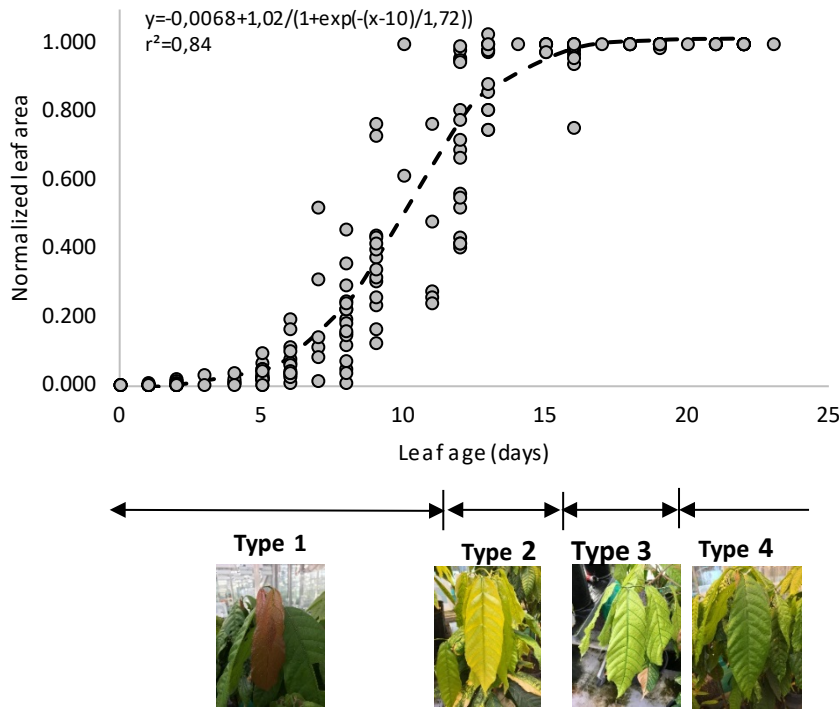 y=-0,0068+1,02/(1+exp(-(x-10)/1,72))
r²=0,84
1.000
0.800
0.600
0.400
0.200
0.000
Normalized leaf area
0 5 10 15 20 25
Leaf age (days)
Type 1 Type 2 Type 3 Type 4